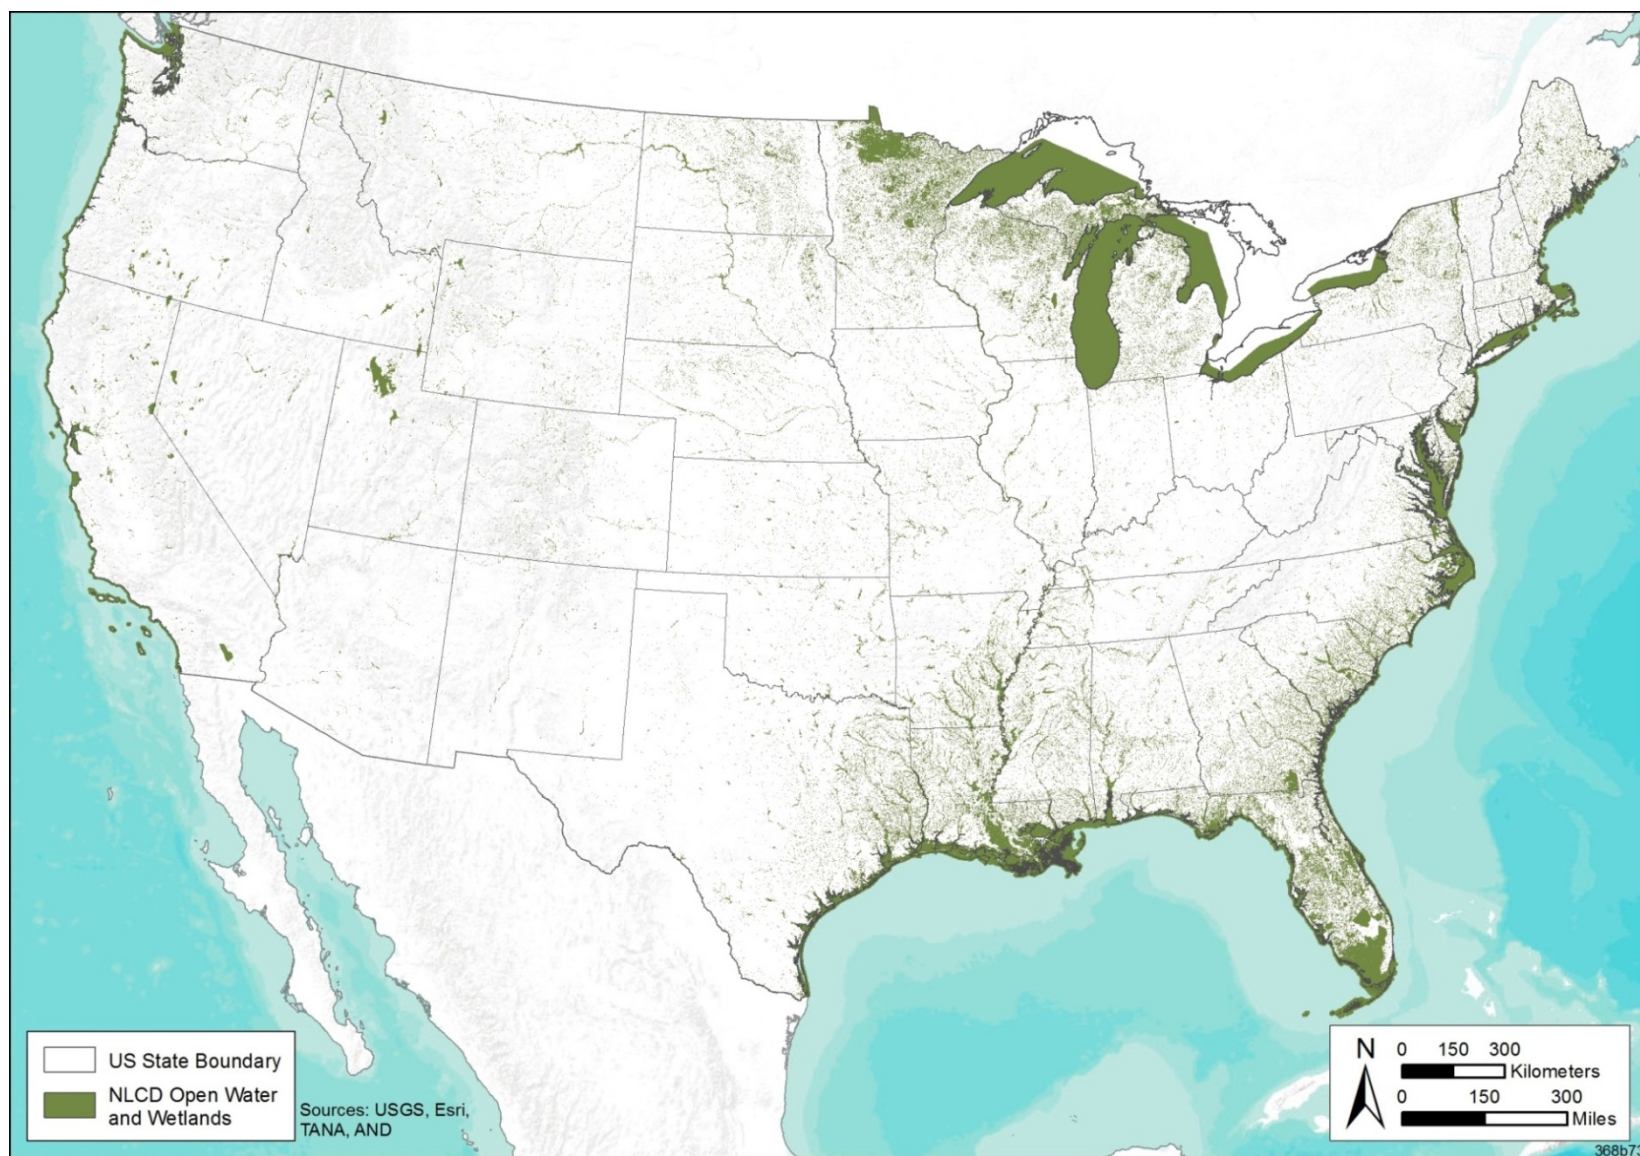 US State Boundary
NLCD Open Water
and Wetlands
Sources: USGS, Esri,
TANA, AND
N
0 150 300
Kilometers
0 150 300
Miles
368b73